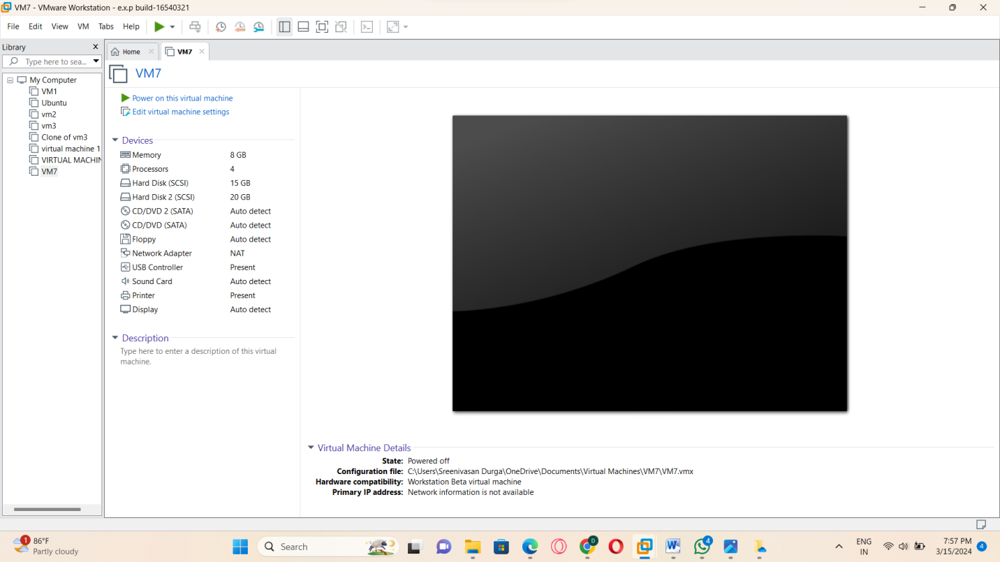 VM7 - VMware Workstation - e.x.p build-16540321
File Edit View VM Tabs Help
Library
Type here to sea...
My Computer
VM1
Ubuntu
vm2
vm3
Clone of vm3
virtual machine 1
VIRTUAL MACHIN
VM7
Home
VM7
VM7
Power on this virtual machine
Edit virtual machine settings
Devices
Memory 8 GB
Processors 4
Hard Disk (SCSI) 15 GB
Hard Disk 2 (SCSI) 20 GB
CD/DVD 2 (SATA) Auto detect
CD/DVD (SATA) Auto detect
Floppy Auto detect
Network Adapter NAT
USB Controller Present
Sound Card Auto detect
Printer Present
Display Auto detect
Description
Type here to enter a description of this virtual
machine.
Virtual Machine Details
State: Powered off
Configuration file: C:\Users\Sreenivasan Durga\OneDrive\Documents\Virtual Machines\VM7\VM7.vmx
Hardware compatibility: Workstation Beta virtual machine
Primary IP address: Network information is not available
1
86°F
Partly cloudy
Search
D
W
4
ENG
IN
7:57 PM
3/15/2024
4